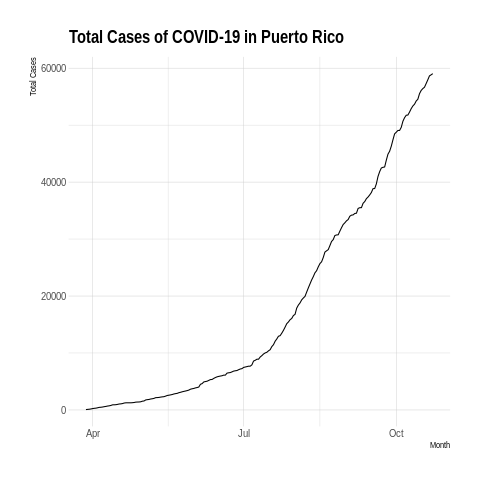 Total Cases of COVID-19 in Puerto Rico
Total Cases
60000
40000
20000
0
Apr
Jul
Oct
Month